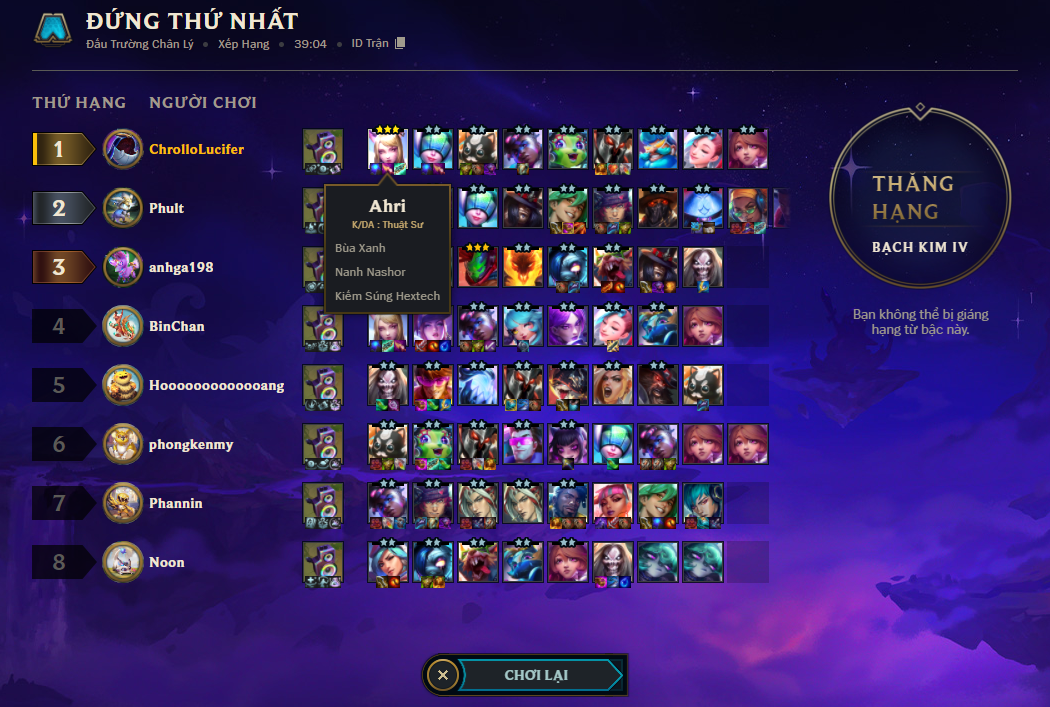 ĐỨNG THỨ NHẤT
Đấu Trường Chân Lý • Xếp Hạng • 39:04 • ID Trận
THỨ HẠNG NGƯỜI CHƠI
1 ChrolloLucifer
2 Phult
3 anhga198
4 BinChan
5 Hooooooooooooang
6 phongkenmy
7 Phannin
8 Noon
Ahri
K/DA : Thuật Sư
Bùa Xanh
Nanh Nashor
Kiếm Súng Hextech
THĂNG
HẠNG
BẠCH KIM IV
Bạn không thể bị giáng
hạng từ bậc này.
CHƠI LẠI